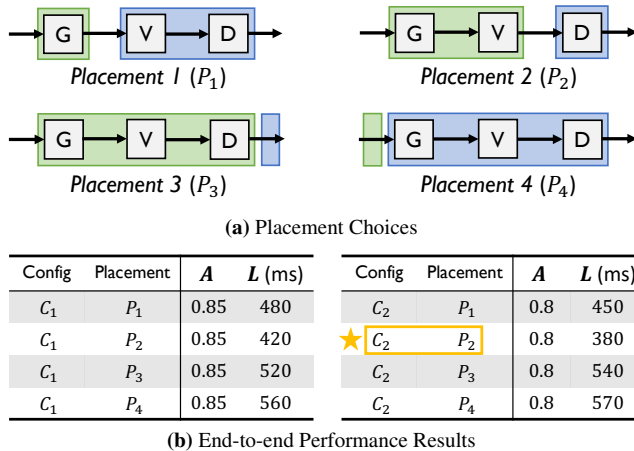 G V D
Placement 1 (P₁)
G V D
Placement 2 (P₂)
G V D
Placement 3 (P₃)
G V D
Placement 4 (P₄)
(a) Placement Choices
Config Placement A L (ms)
C₁ P₁ 0.85 480
C₁ P₂ 0.85 420
C₁ P₃ 0.85 520
C₁ P₄ 0.85 560
Config Placement A L (ms)
C₂ P₁ 0.8 450
C₂ P₂ 0.8 380
C₂ P₃ 0.8 540
C₂ P₄ 0.8 570
(b) End-to-end Performance Results